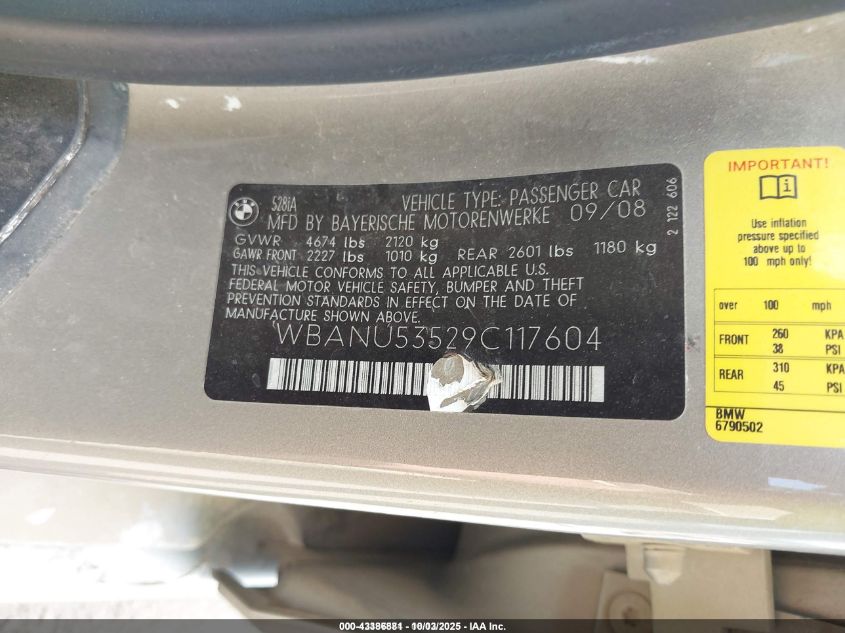 BMW
528iA VEHICLE TYPE: PASSENGER CAR
MFD BY BAYERISCHE MOTORENWERKE 09/08
GVWR 4674 lbs 2120 kg
GAWR FRONT 2227 lbs 1010 kg REAR 2601 lbs 1180 kg
THIS VEHICLE CONFORMS TO ALL APPLICABLE U.S.
FEDERAL MOTOR VEHICLE SAFETY, BUMPER AND THEFT
PREVENTION STANDARDS IN EFFECT ON THE DATE OF
MANUFACTURE SHOWN ABOVE.
WBANU53529C117604
2 122 606
IMPORTANT!
Use inflation
pressure specified
above up to
100 mph only!
over 100 mph
FRONT 260 KPA
38 PSI
REAR 310 KPA
45 PSI
BMW
6790502
000-43386881 - 10/03/2025 - IAA Inc.